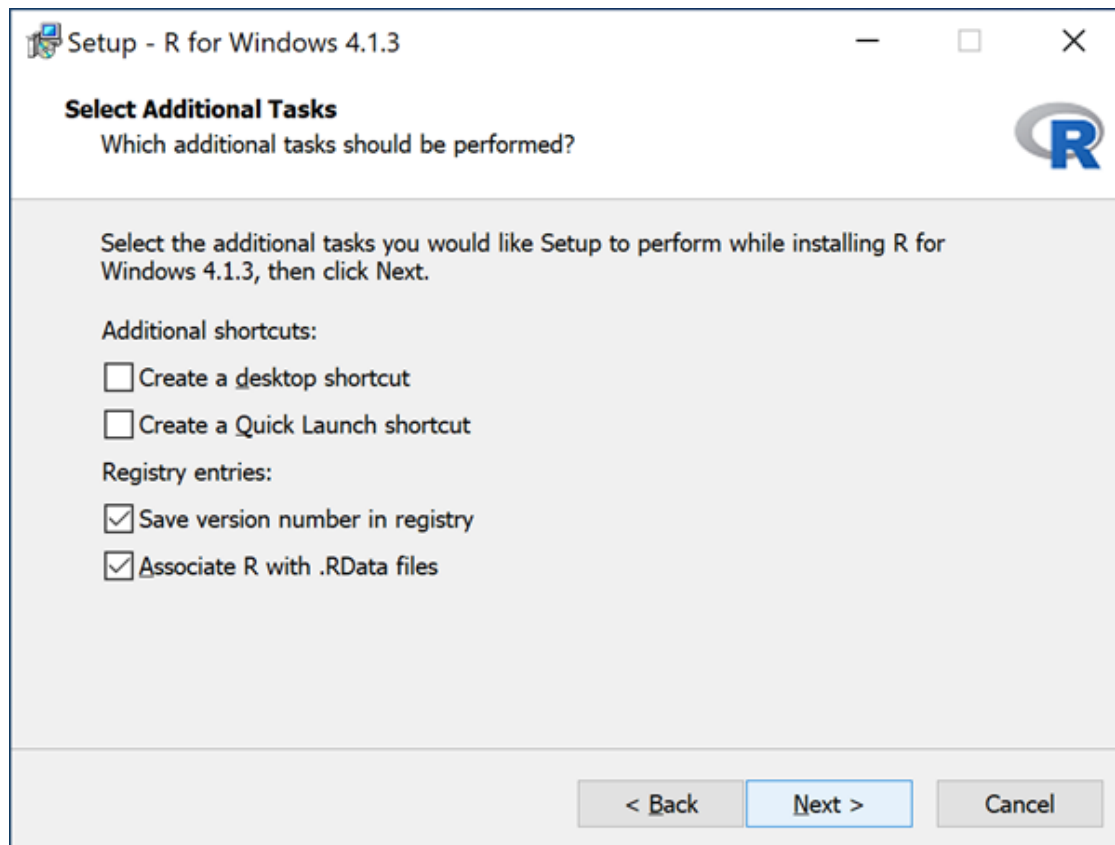 Setup - R for Windows 4.1.3
Select Additional Tasks
Which additional tasks should be performed?
R
Select the additional tasks you would like Setup to perform while installing R for
Windows 4.1.3, then click Next.
Additional shortcuts:
Create a desktop shortcut
Create a Quick Launch shortcut
Registry entries:
Save version number in registry
Associate R with .RData files
< Back
Next >
Cancel